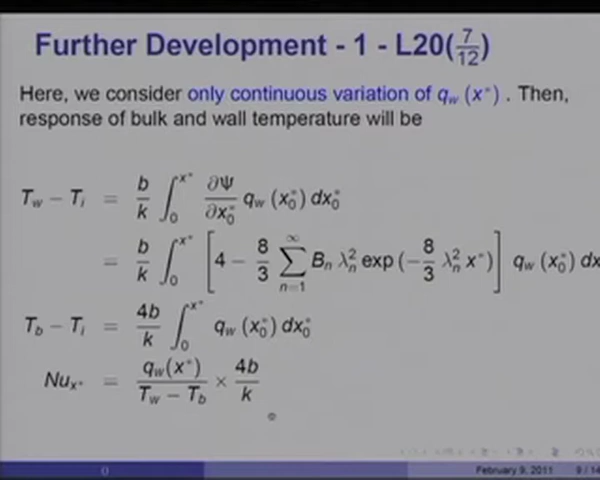 Further Development - 1 - L20(7/12)
Here, we consider only continuous variation of q_w (x*) . Then,
response of bulk and wall temperature will be
T_w − T_i = b/k ∫_0^{x*} ∂Ψ/∂x_0^* q_w (x_0^*) dx_0^*
= b/k ∫_0^{x*} [4 − 8/3 ∑_{n=1}^∞ B_n λ_n^2 exp (−8/3 λ_n^2 x*)] q_w (x_0^*) dx
T_b − T_i = 4b/k ∫_0^{x*} q_w (x_0^*) dx_0^*
Nu_{x*} = q_w(x*)/(T_w − T_b) × 4b/k
()
February 9, 2011 9 / 14